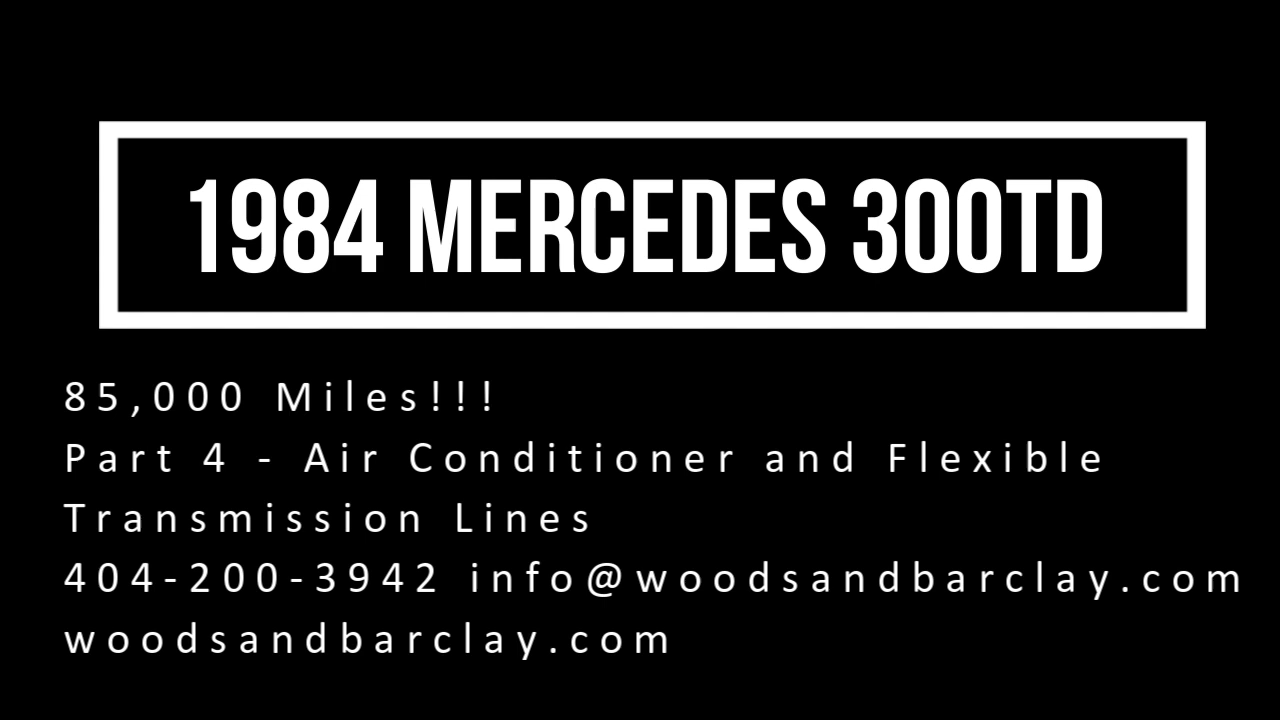 1984 MERCEDES 300TD
85,000 Miles!!!
Part 4 - Air Conditioner and Flexible
Transmission Lines
404-200-3942 info@woodsandbarclay.com
woodsandbarclay.com